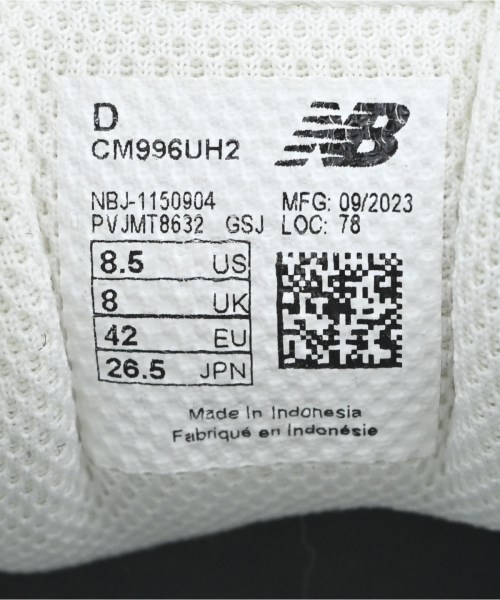 D
CM996UH2
NB
NBJ-1150904 MFG: 09/2023
PVJMT8632 GSJ LOC: 78
8.5 US
8 UK
42 EU
26.5 JPN
Made in Indonesia
Fabriqué en Indonésie